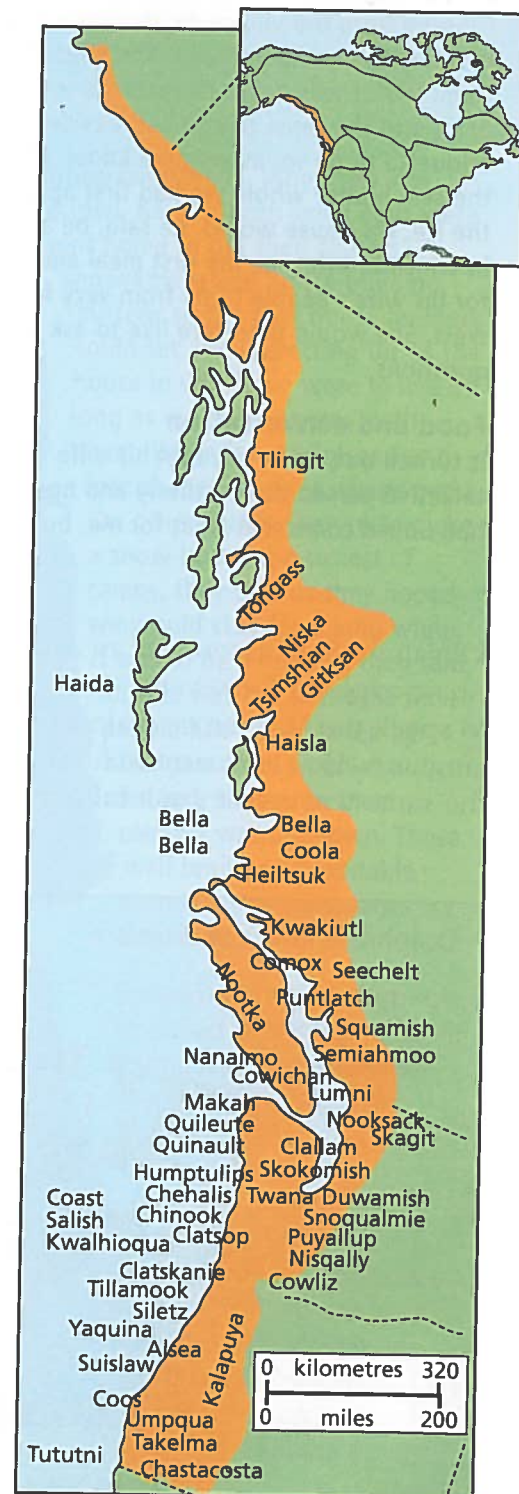 Tlingit
Tongass
Niska
Tsimshian
Gitksan
Haida
Haisla
Bella
Bella
Bella
Coola
Heiltsuk
Kwakiutl
Comox
Seechelt
Nootka
Puntlatch
Squamish
Nanaimo
Semiahmoo
Cowichan
Lumni
Makah
Nooksack
Quileute
Skagit
Quinault
Clallam
Humptulips
Skokomish
Coast
Salish
Kwalhioqua
Chehalis
Twana
Duwamish
Chinook
Snoqualmie
Clatsop
Puyallup
Nisqally
Clatskanie
Cowliz
Tillamook
Siletz
Yaquina
Alsea
Suislaw
Kalapuya
0 kilometres 320
0 miles 200
Coos
Umpqua
Tututni
Takelma
Chastacosta